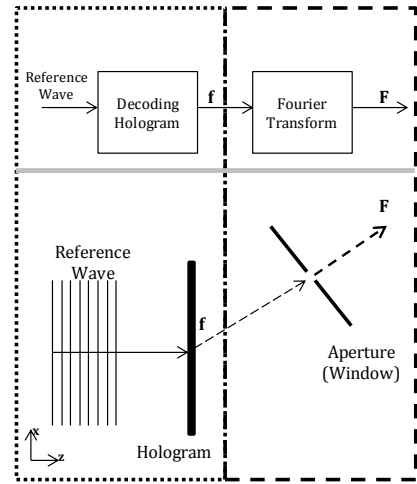 Reference
Wave
Decoding
Hologram
f
Fourier
Transform
F
F
Reference
Wave
f
Aperture
(Window)
Hologram
x
z